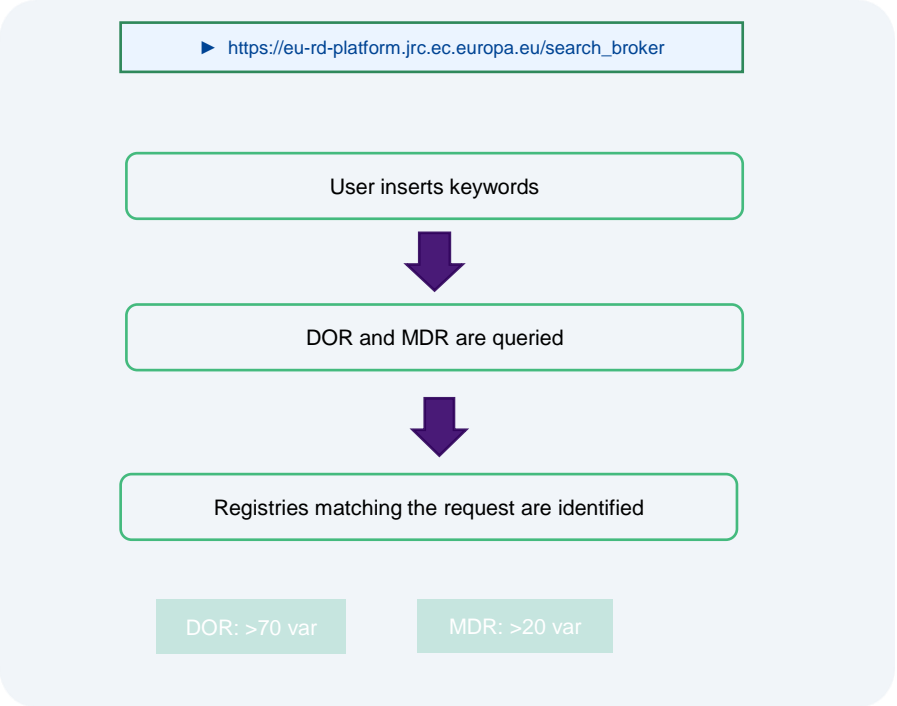 ► https://eu-rd-platform.jrc.ec.europa.eu/search_broker
User inserts keywords
DOR and MDR are queried
Registries matching the request are identified
DOR: >70 var
MDR: >20 var